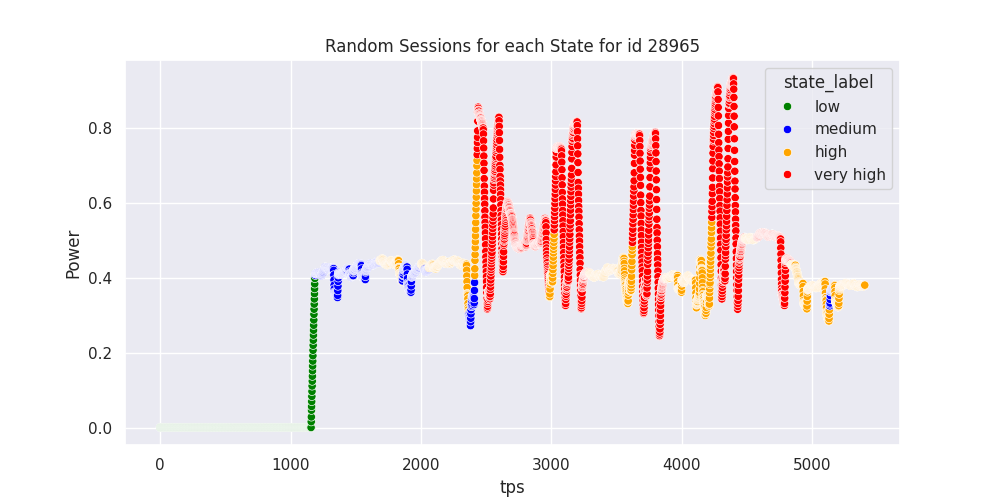 Random Sessions for each State for id 28965
state_label
low
medium
high
very high
Power
0.8
0.6
0.4
0.2
0.0
0 1000 2000 3000 4000 5000
tps